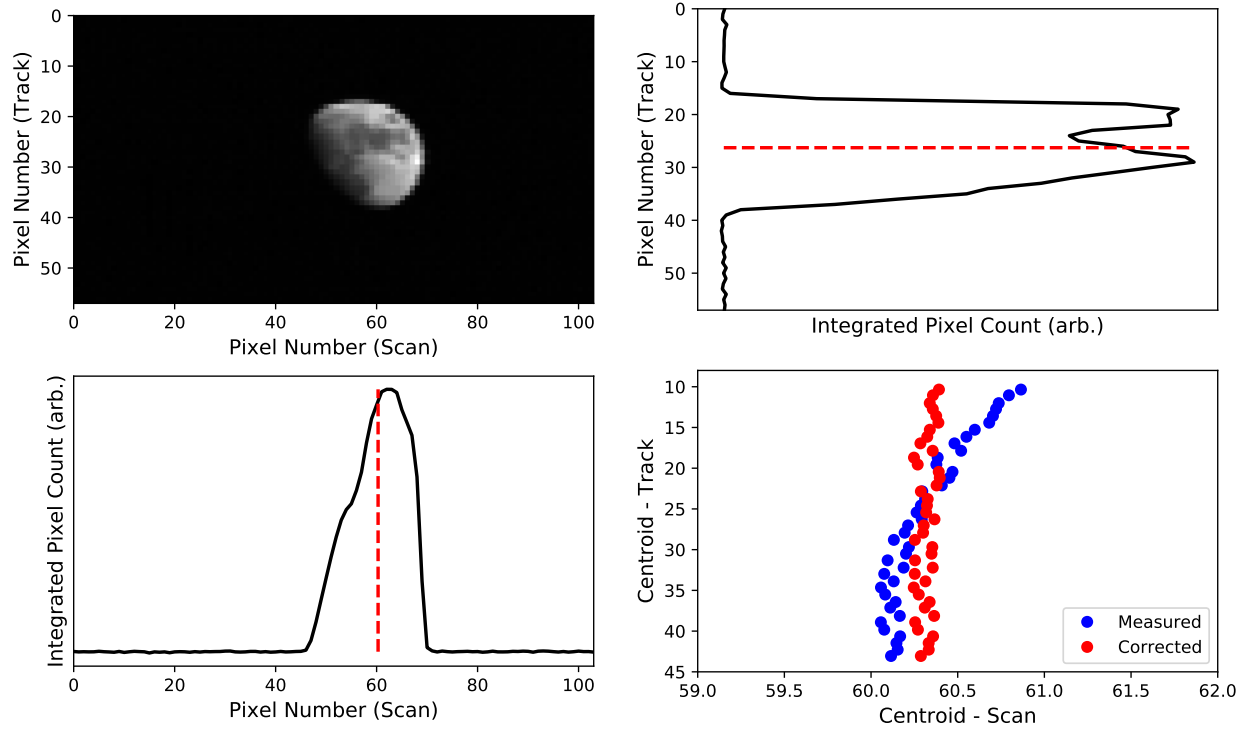 0
10
20
30
40
50
Pixel Number (Track)
0 20 40 60 80 100
Pixel Number (Scan)
0
10
20
30
40
50
Pixel Number (Track)
Integrated Pixel Count (arb.)
Integrated Pixel Count (arb.)
0 20 40 60 80 100
Pixel Number (Scan)
10
15
20
25
30
35
40
45
Centroid - Track
Measured
Corrected
59.0 59.5 60.0 60.5 61.0 61.5 62.0
Centroid - Scan